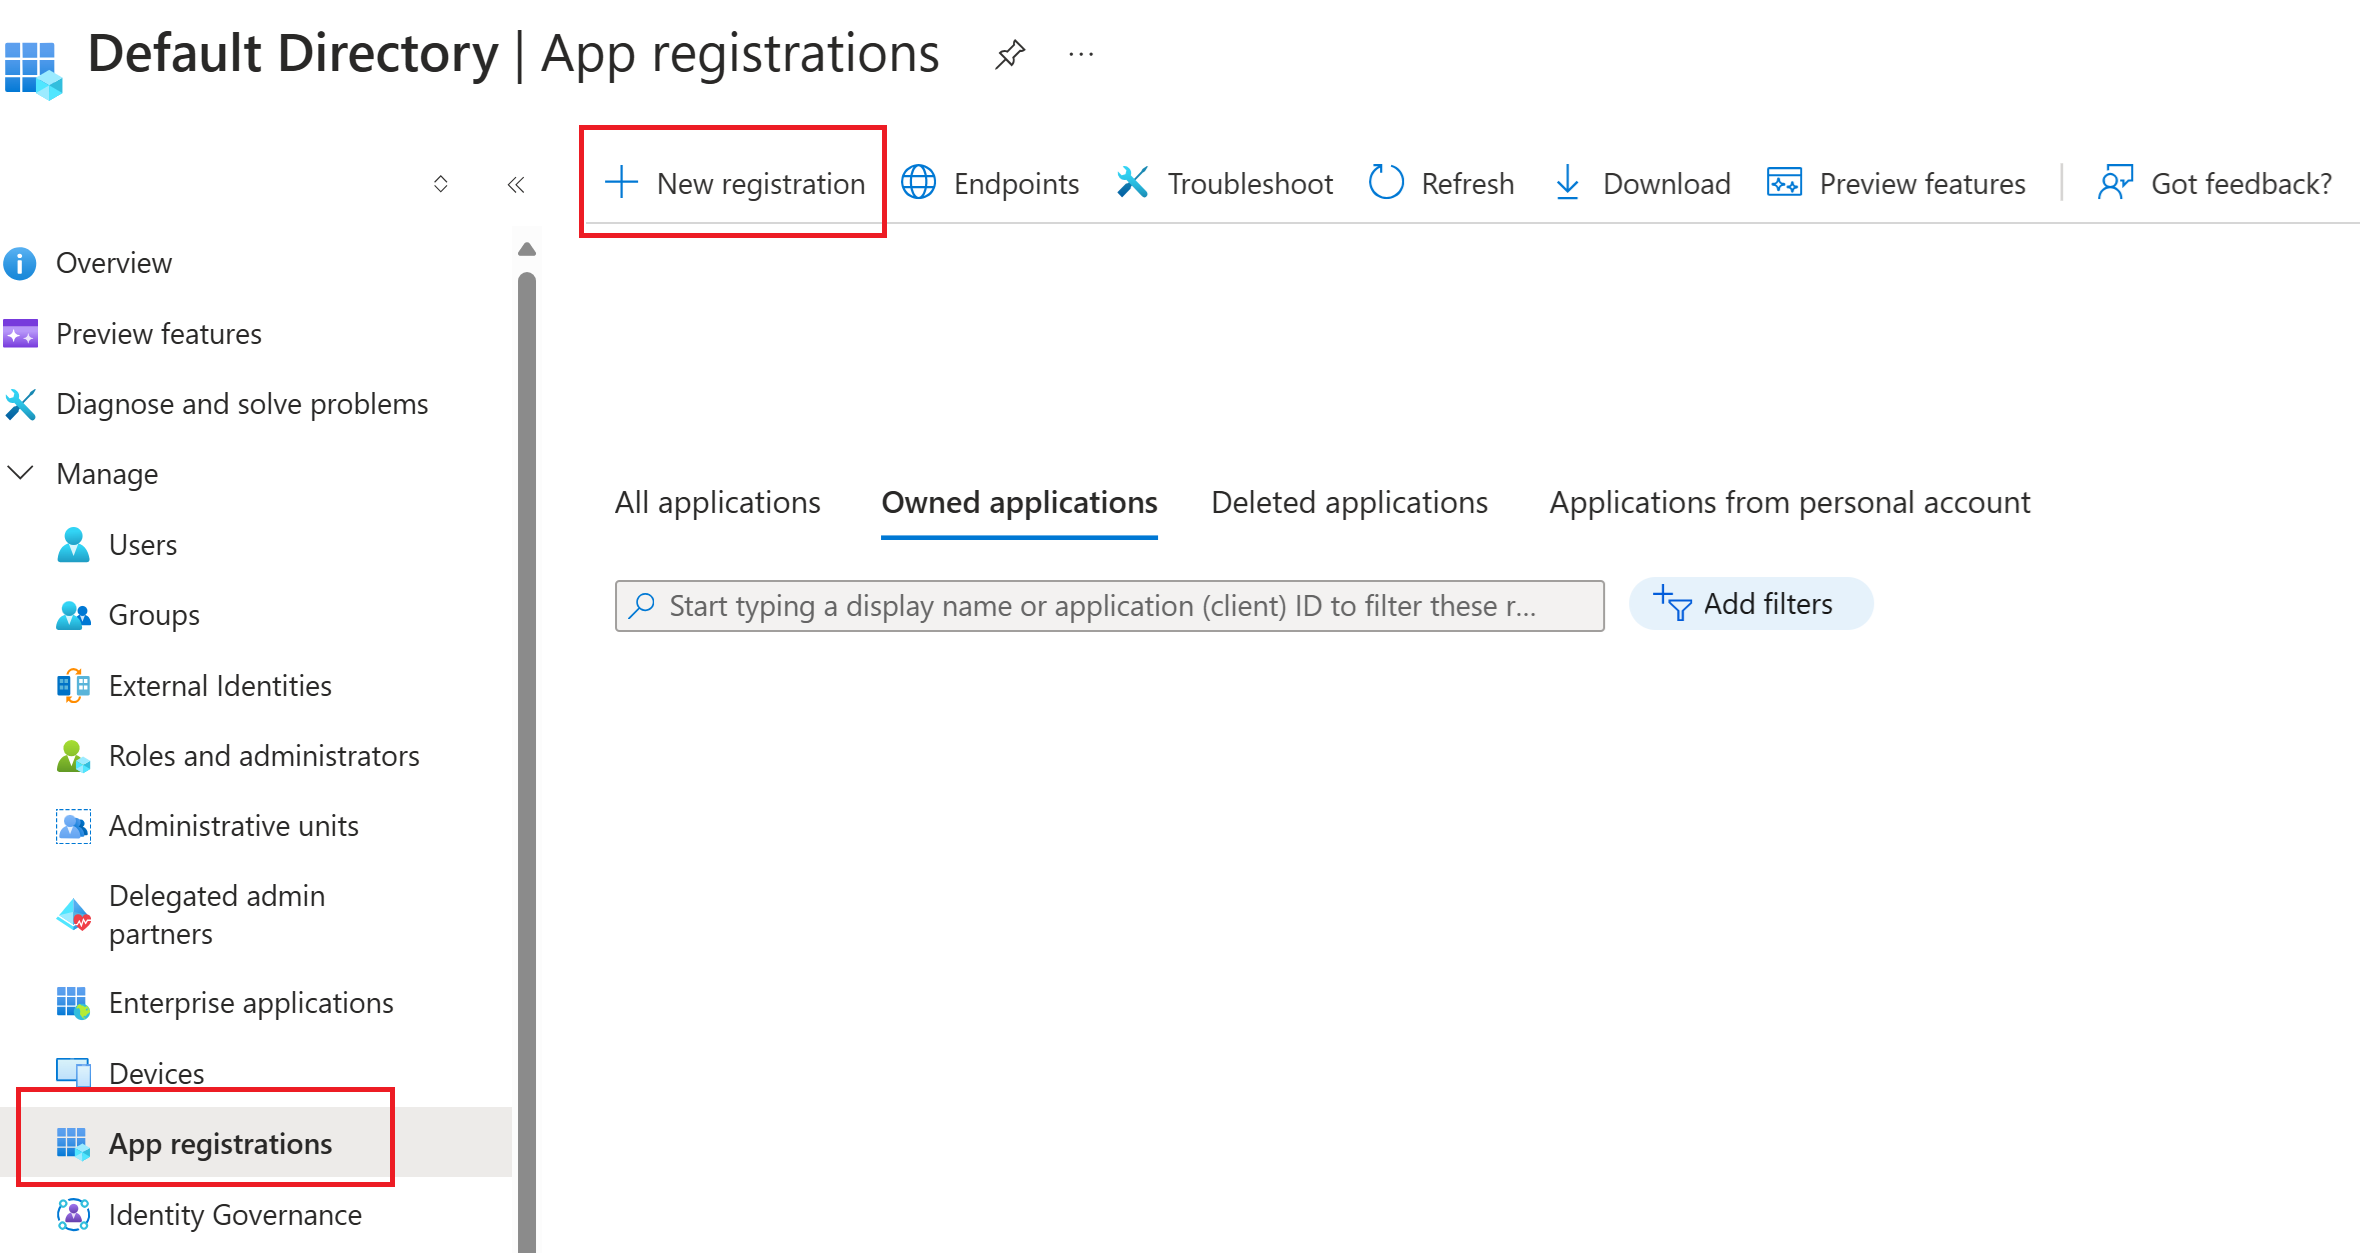 Default Directory | App registrations
New registration
Endpoints
Troubleshoot
Refresh
Download
Preview features
Got feedback?
Overview
Preview features
Diagnose and solve problems
Manage
Users
Groups
External Identities
Roles and administrators
Administrative units
Delegated admin
partners
Enterprise applications
Devices
App registrations
Identity Governance
All applications
Owned applications
Deleted applications
Applications from personal account
Start typing a display name or application (client) ID to filter these r...
Add filters